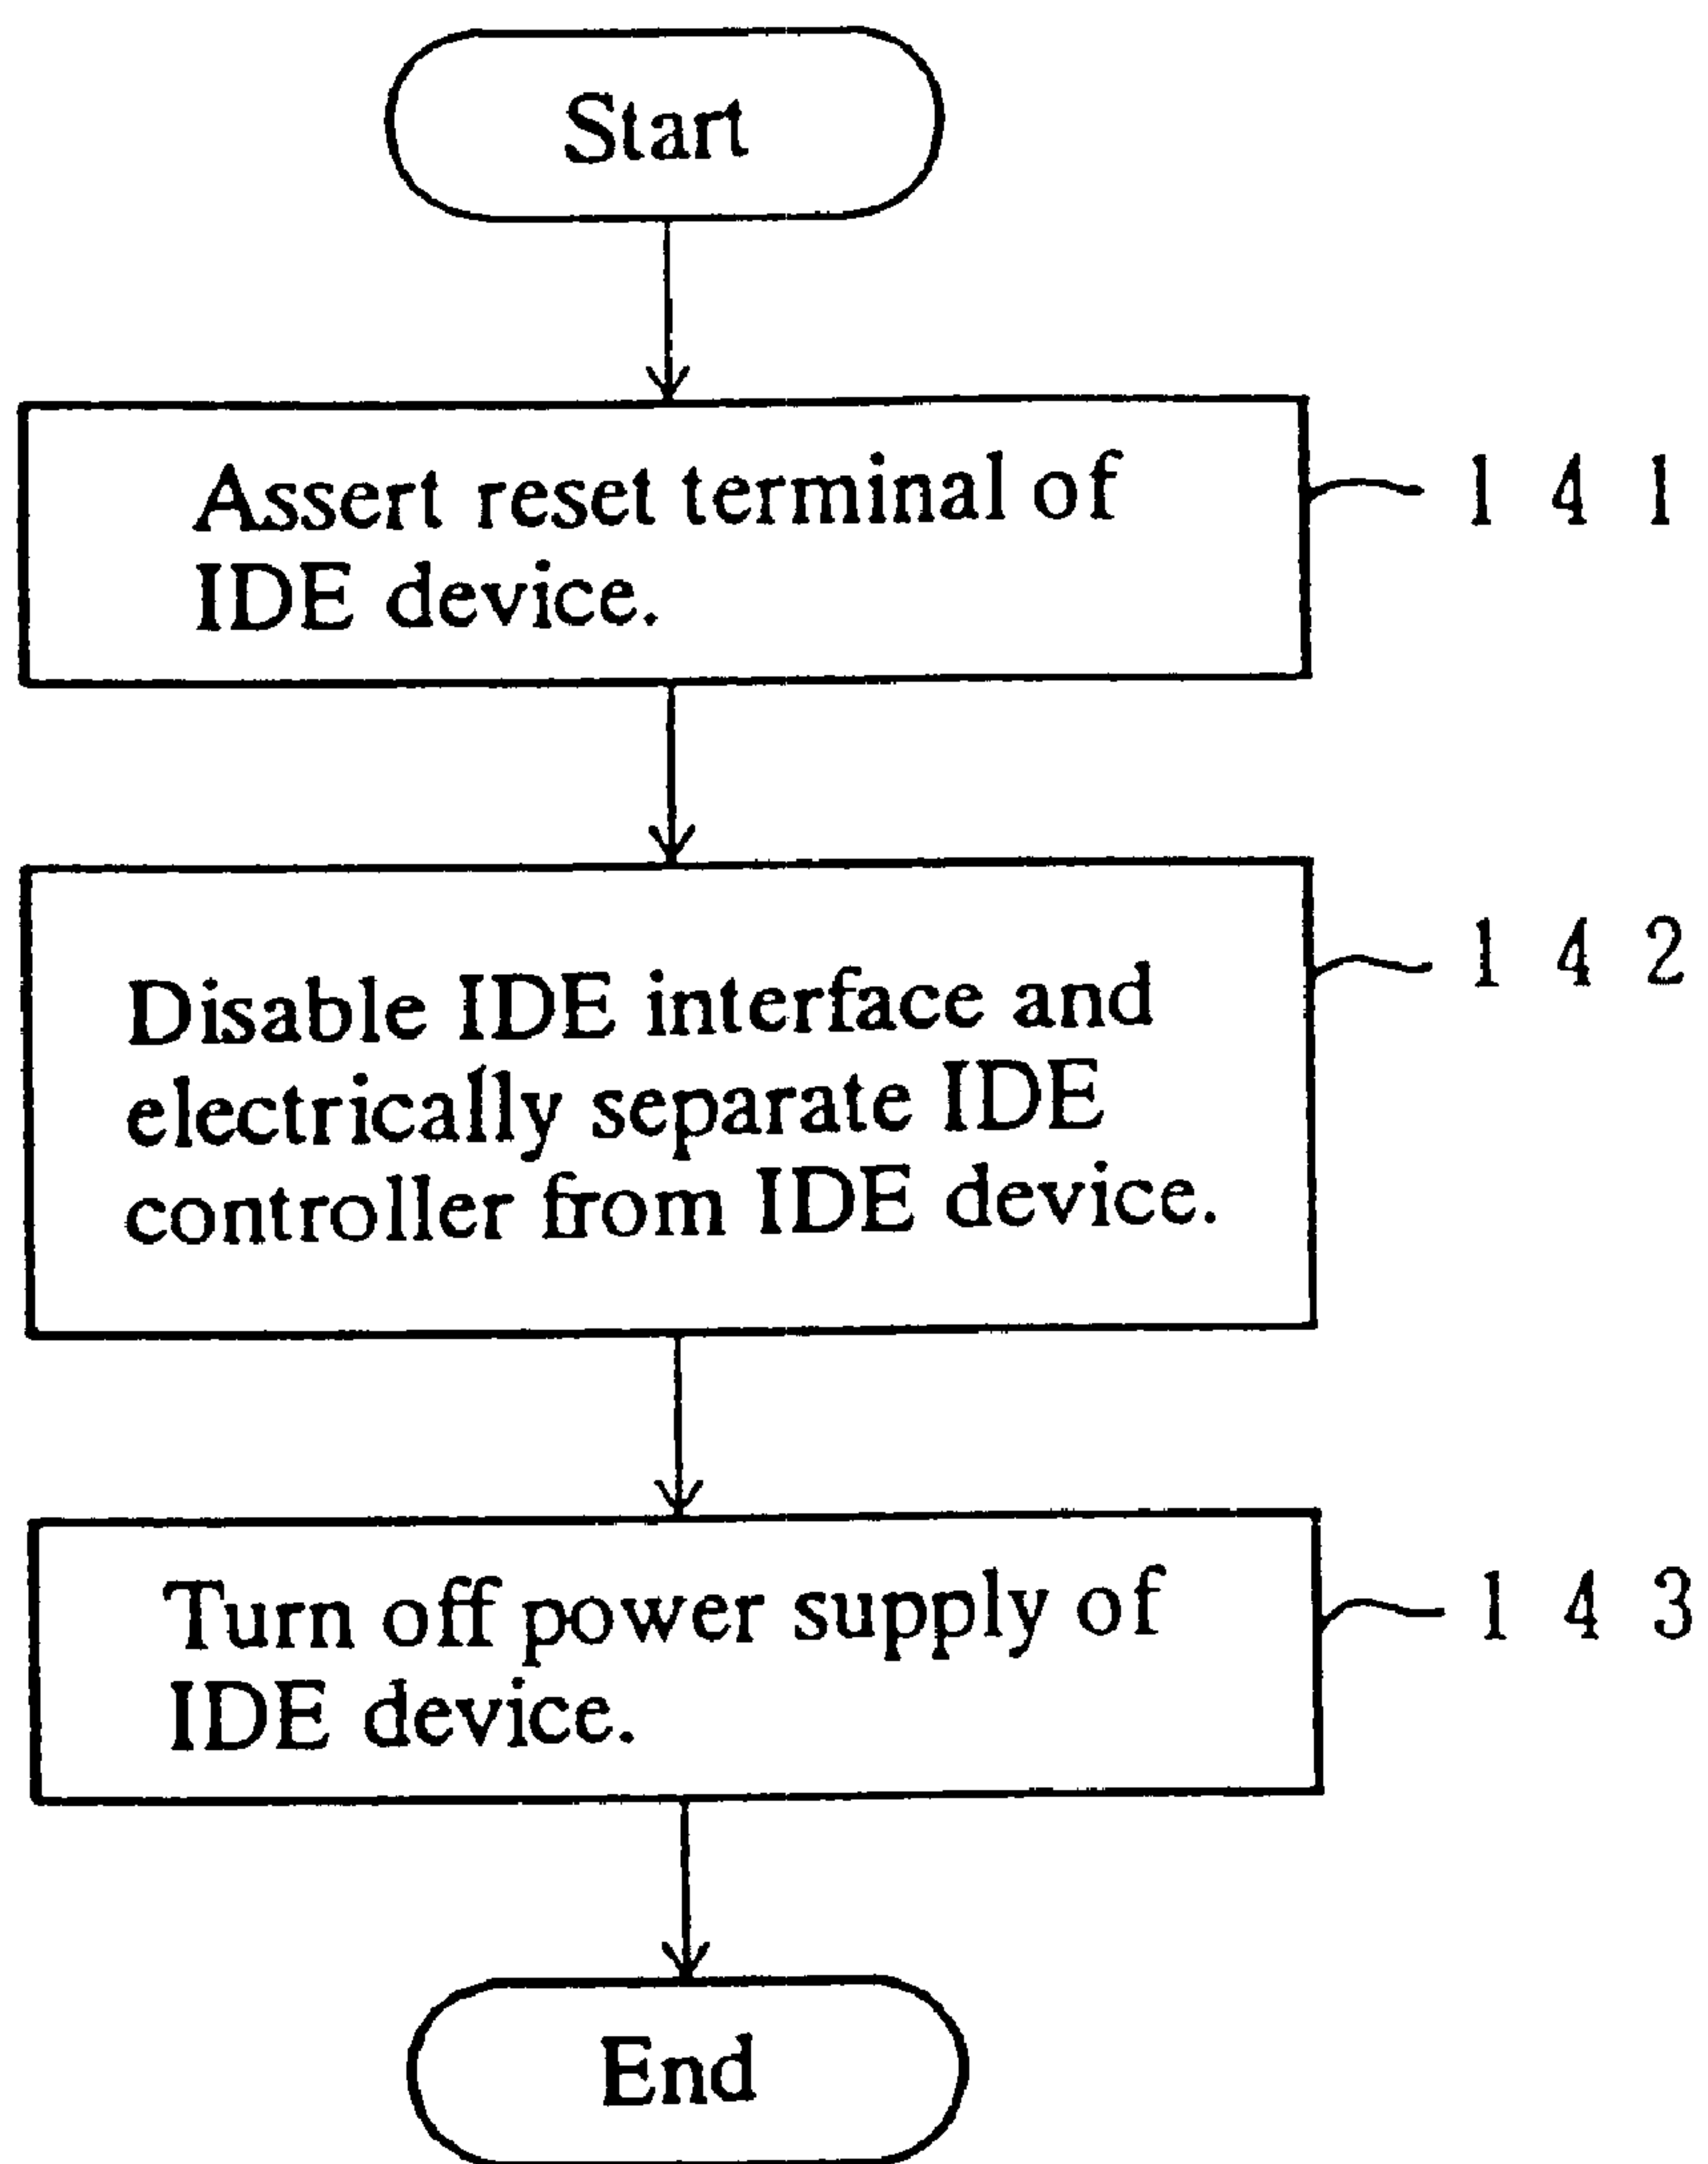 Start
Assert reset terminal of
IDE device.
1 4 1
Disable IDE interface and
electrically separate IDE
controller from IDE device.
1 4 2
Turn off power supply of
IDE device.
1 4 3
End